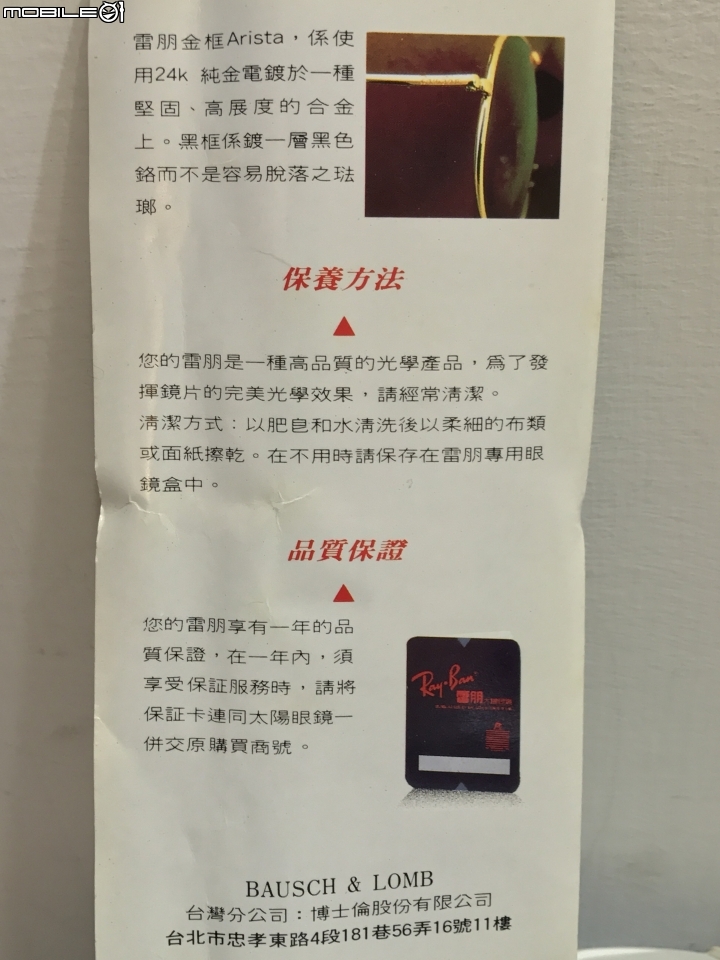 MOBILE01
雷朋金框Arista，係使
用24k 純金電鍍於一種
堅固、高展度的合金
上。黑框係鍍一層黑色
鉻而不是容易脫落之琺
瑯。
保養方法
您的雷朋是一種高品質的光學產品，為了發
揮鏡片的完美光學效果，請經常清潔。
清潔方式：以肥皂和水清洗後以柔細的布類
或面紙擦乾。在不用時請保存在雷朋專用眼
鏡盒中。
品質保證
您的雷朋享有一年的品
質保證，在一年內，須
享受保証服務時，請將
保証卡連同太陽眼鏡一
併交原購買商號。
Ray-Ban
雷朋
BAUSCH & LOMB
台灣分公司：博士倫股份有限公司
台北市忠孝東路4段181巷56弄16號11樓